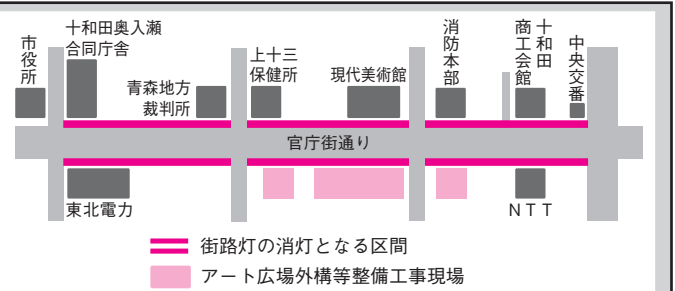 市役所
十和田奥入瀬
合同庁舎
青森地方
裁判所
上十三
保健所
現代美術館
消防本部
十和田
商工会館
中央交番
官庁街通り
東北電力
NTT
街路灯の消灯となる区間
アート広場外構等整備工事現場